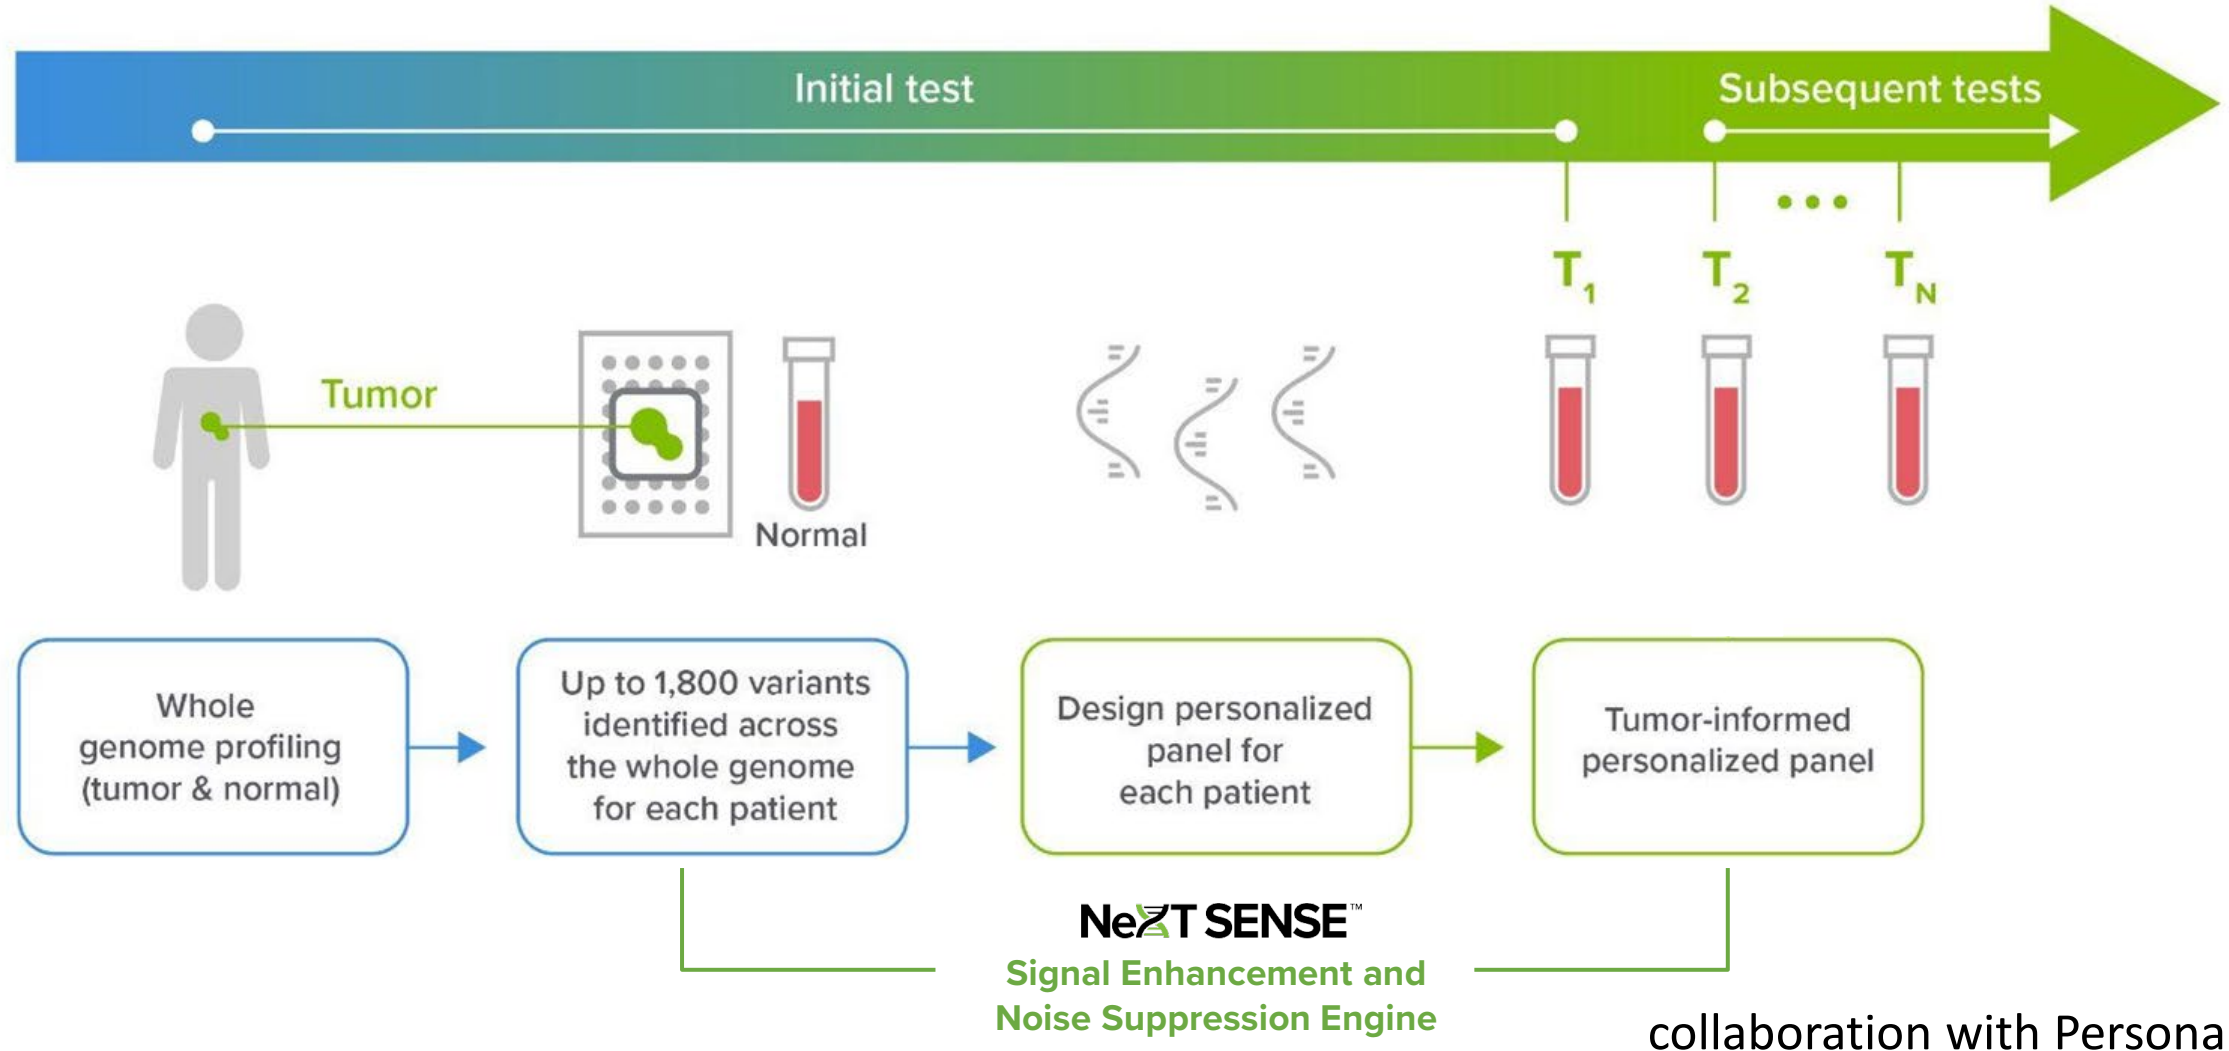 Initial test
Subsequent tests
T1
T2
TN
Tumor
Normal
Whole
genome profiling
(tumor & normal)
Up to 1,800 variants
identified across
the whole genome
for each patient
Design personalized
panel for
each patient
Tumor-informed
personalized panel
NeXT SENSE™
Signal Enhancement and
Noise Suppression Engine
collaboration with Persona